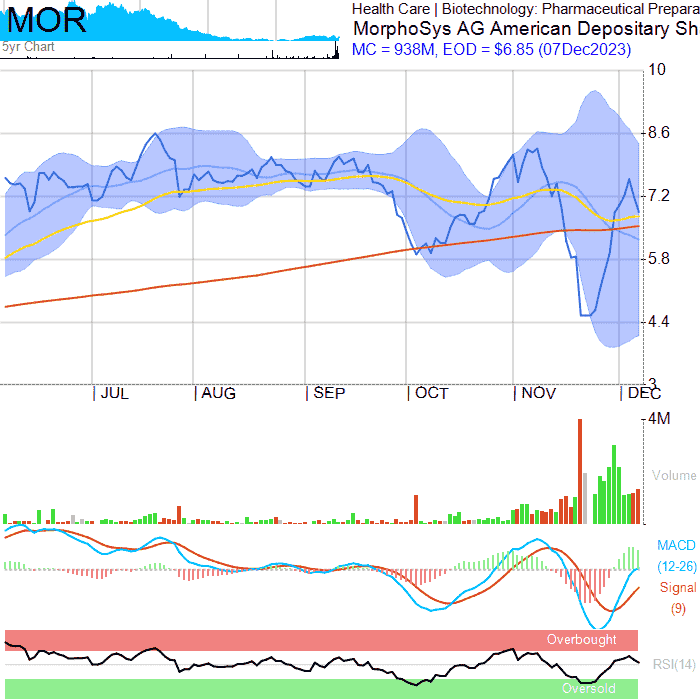 MOR
5yr Chart
Health Care | Biotechnology: Pharmaceutical Prepara
MorphoSys AG American Depositary Sh
MC = 938M, EOD = $6.85 (07Dec2023)
10
8.6
7.2
5.8
4.4
3
JUL AUG SEP OCT NOV DEC
4M
Volume
MACD
(12-26)
Signal
(9)
Overbought
RSI(14)
Oversold